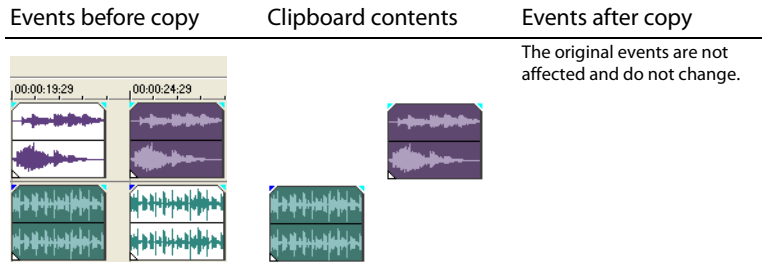 Events before copy
Clipboard contents
Events after copy
The original events are not
affected and do not change.
00:00:19:29
00:00:24:29